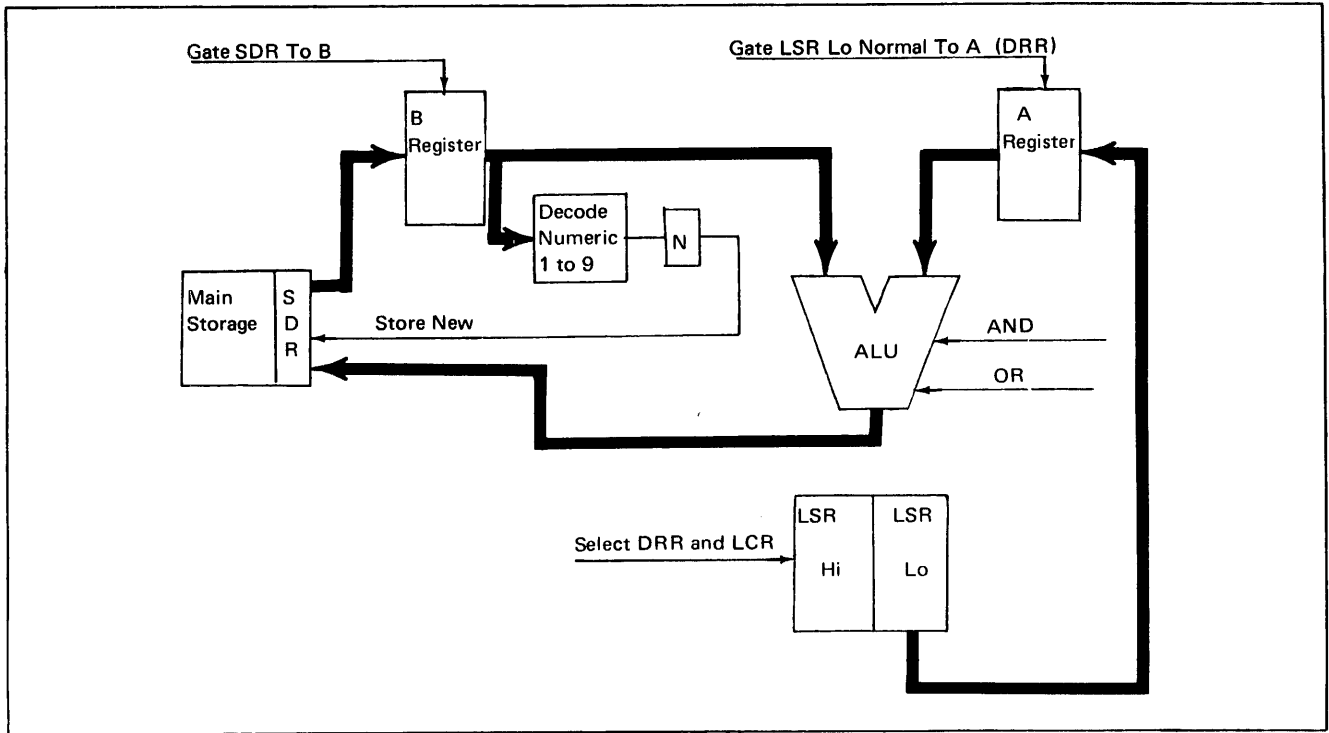 Gate SDR To B
Gate LSR Lo Normal To A (DRR)
B
Register
A
Register
Decode
Numeric
1 to 9
N
Main
Storage
S
D
R
Store New
ALU
AND
OR
LSR
Hi
LSR
Lo
Select DRR and LCR